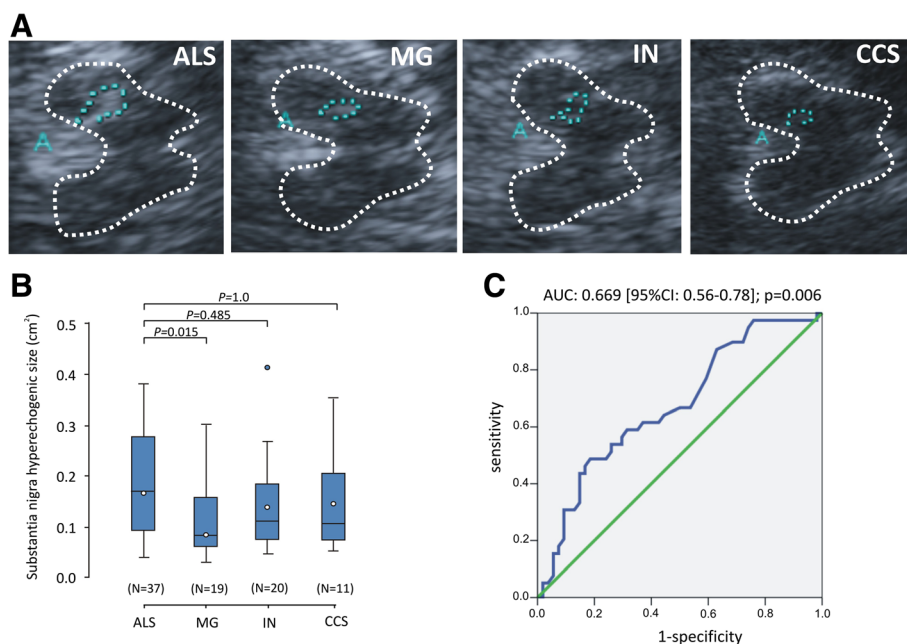 A
ALS
MG
IN
CCS
A
A
A
A
B
P=1.0
P=0.485
P=0.015
Substantia nigra hyperechogenic size (cm²)
0.5
0.4
0.3
0.2
0.1
0.0
(N=37)
(N=19)
(N=20)
(N=11)
ALS
MG
IN
CCS
C
AUC: 0.669 [95%CI: 0.56-0.78]; p=0.006
sensitivity
1.0
0.8
0.6
0.4
0.2
0.0
0.0
0.2
0.4
0.6
0.8
1.0
1-specificity